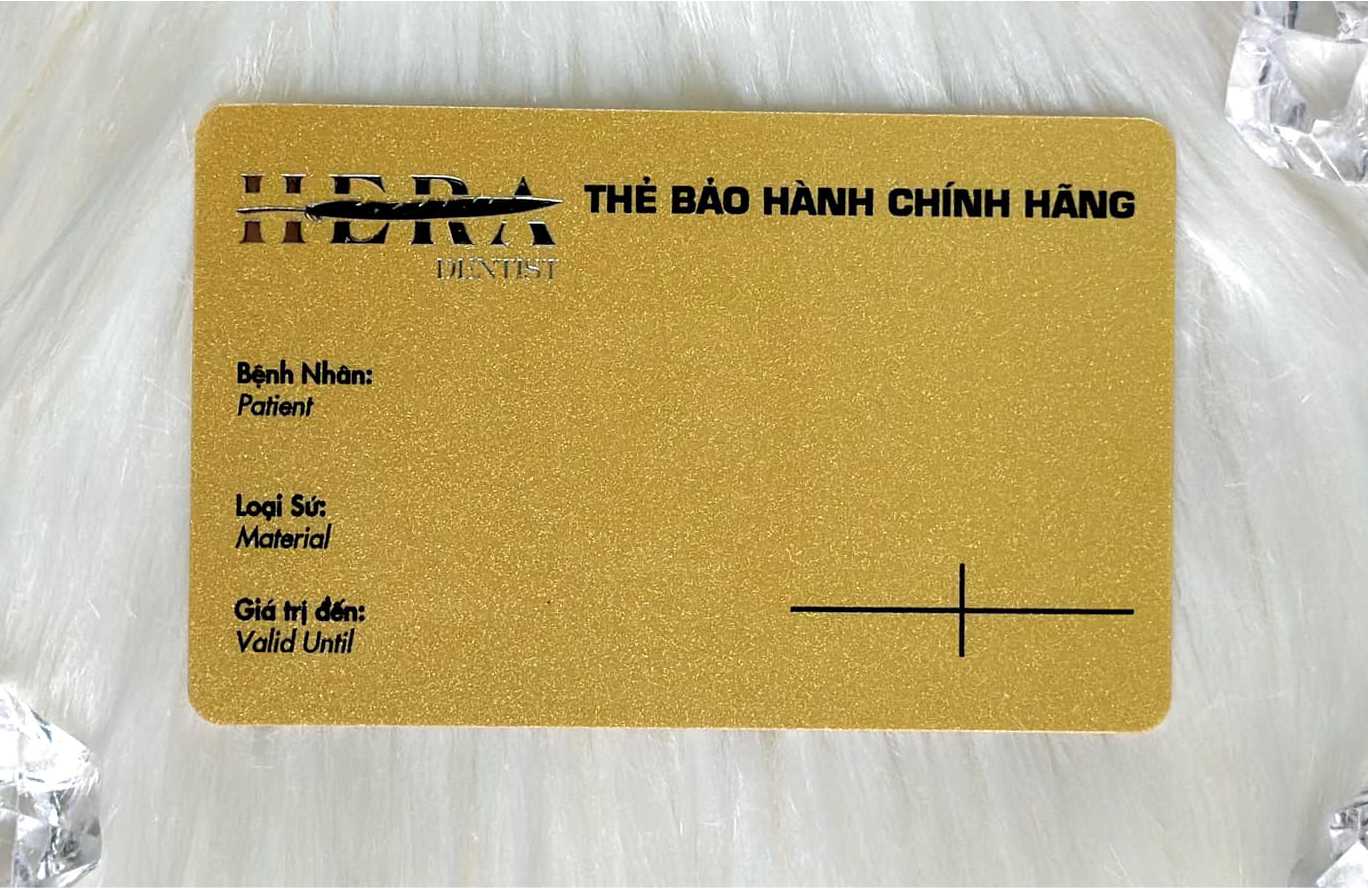 HERA
DENTIST
THẺ BẢO HÀNH CHÍNH HÃNG
Bệnh Nhân:
Patient
Loại Sứ:
Material
Giá trị đến:
Valid Until